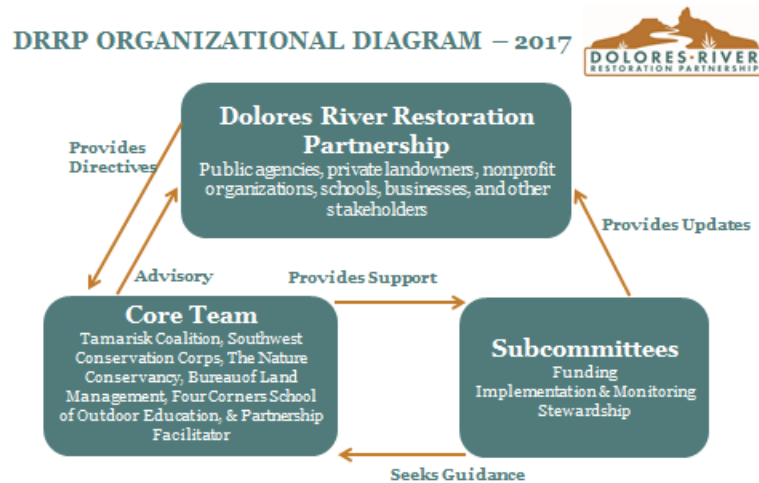 DRRP ORGANIZATIONAL DIAGRAM – 2017
DOLORES·RIVER
RESTORATION PARTNERSHIP
Dolores River Restoration
Partnership
Public agencies, private landowners, nonprofit
organizations, schools, businesses, and other
stakeholders
Provides
Directives
Advisory
Provides Support
Provides Updates
Core Team
Tamarisk Coalition, Southwest
Conservation Corps, The Nature
Conservancy, Bureau of Land
Management, Four Corners School
of Outdoor Education, & Partnership
Facilitator
Subcommittees
Funding
Implementation & Monitoring
Stewardship
Seeks Guidance